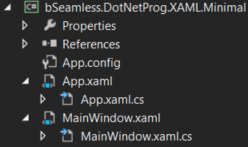 bSeamless.DotNetProg.XAML.Minimal
Properties
References
App.config
App.xaml
App.xaml.cs
MainWindow.xaml
MainWindow.xaml.cs